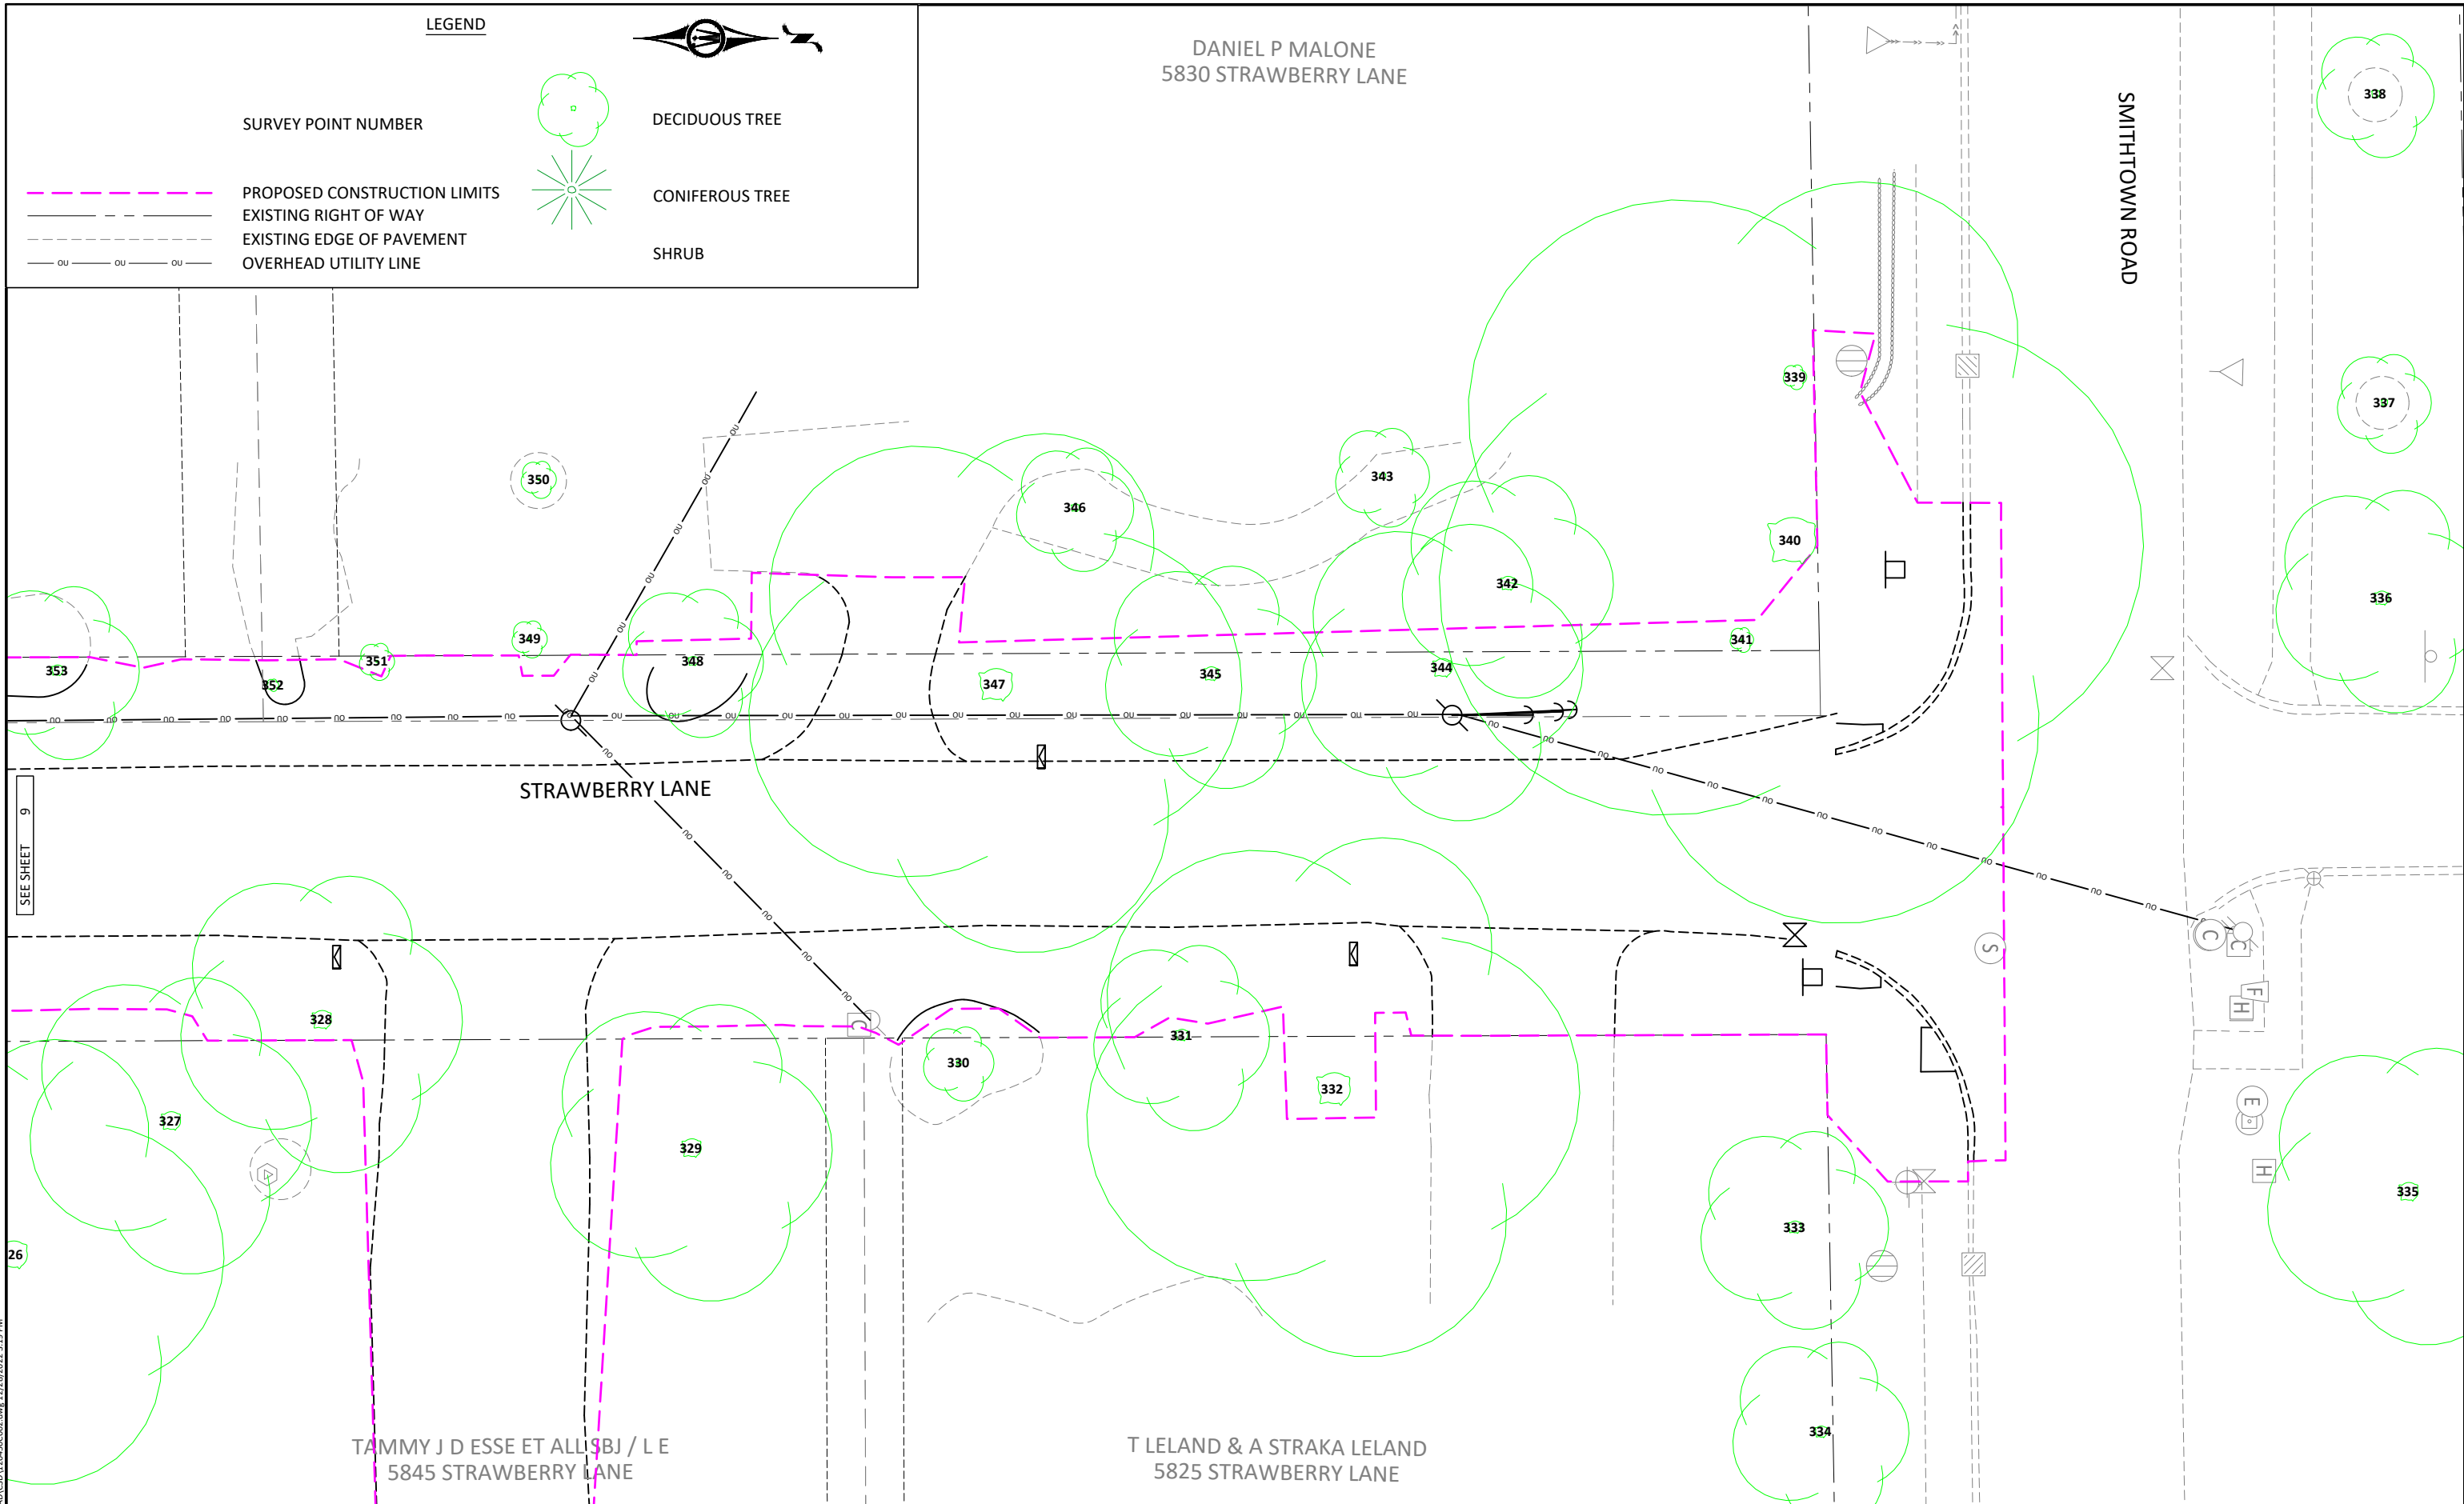 LEGEND
SURVEY POINT NUMBER
DECIDUOUS TREE
PROPOSED CONSTRUCTION LIMITS
CONIFEROUS TREE
EXISTING RIGHT OF WAY
EXISTING EDGE OF PAVEMENT
OU OU OU OVERHEAD UTILITY LINE
SHRUB
DANIEL P MALONE
5830 STRAWBERRY LANE
SMITHTOWN ROAD
338
339
337
350
346
343
340
342
336
349
341
351
348
353
352
347
345
344
STRAWBERRY LANE
SEE SHEET 9
S
C
C
F
H
328
C
331
330
332
327
E
329
H
335
26
333
334
TAMMY J D ESSE ET ALL SBJ / L E
5845 STRAWBERRY LANE
T LELAND & A STRAKA LELAND
5825 STRAWBERRY LANE